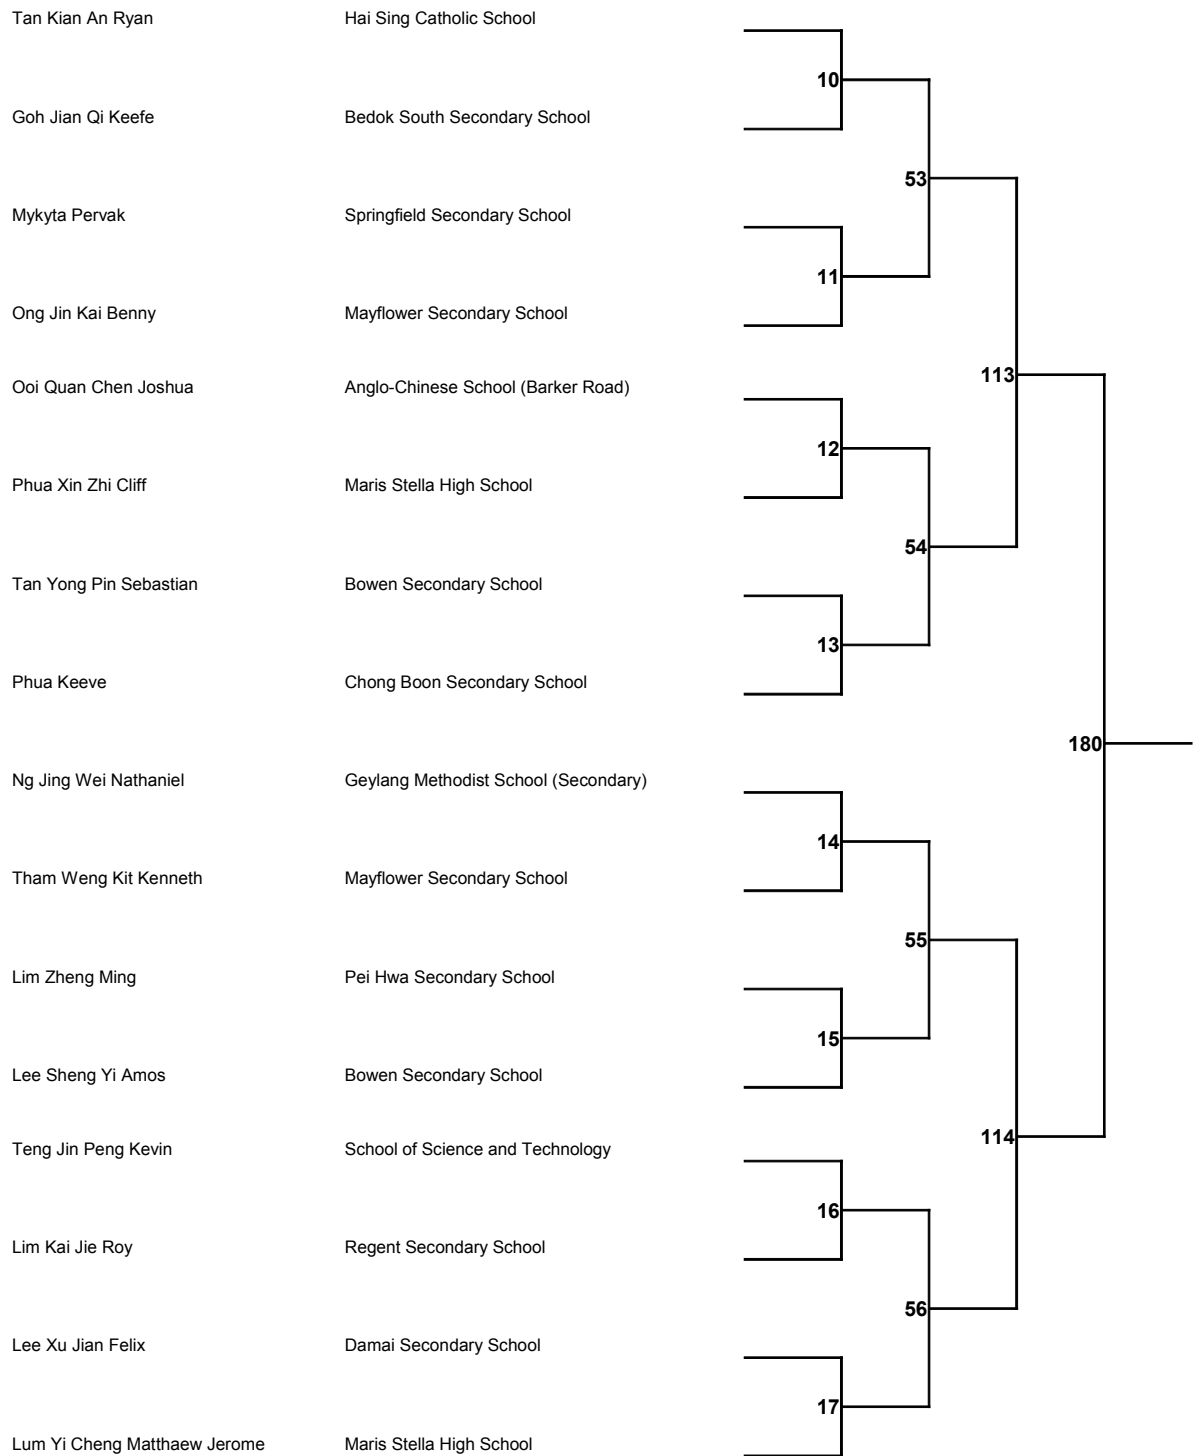 Tan Kian An Ryan Hai Sing Catholic School
10
Goh Jian Qi Keefe Bedok South Secondary School
53
Mykyta Pervak Springfield Secondary School
11
Ong Jin Kai Benny Mayflower Secondary School
113
Ooi Quan Chen Joshua Anglo-Chinese School (Barker Road)
12
Phua Xin Zhi Cliff Maris Stella High School
54
Tan Yong Pin Sebastian Bowen Secondary School
13
Phua Keeve Chong Boon Secondary School
180
Ng Jing Wei Nathaniel Geylang Methodist School (Secondary)
14
Tham Weng Kit Kenneth Mayflower Secondary School
55
Lim Zheng Ming Pei Hwa Secondary School
15
Lee Sheng Yi Amos Bowen Secondary School
114
Teng Jin Peng Kevin School of Science and Technology
16
Lim Kai Jie Roy Regent Secondary School
56
Lee Xu Jian Felix Damai Secondary School
17
Lum Yi Cheng Matthaew Jerome Maris Stella High School